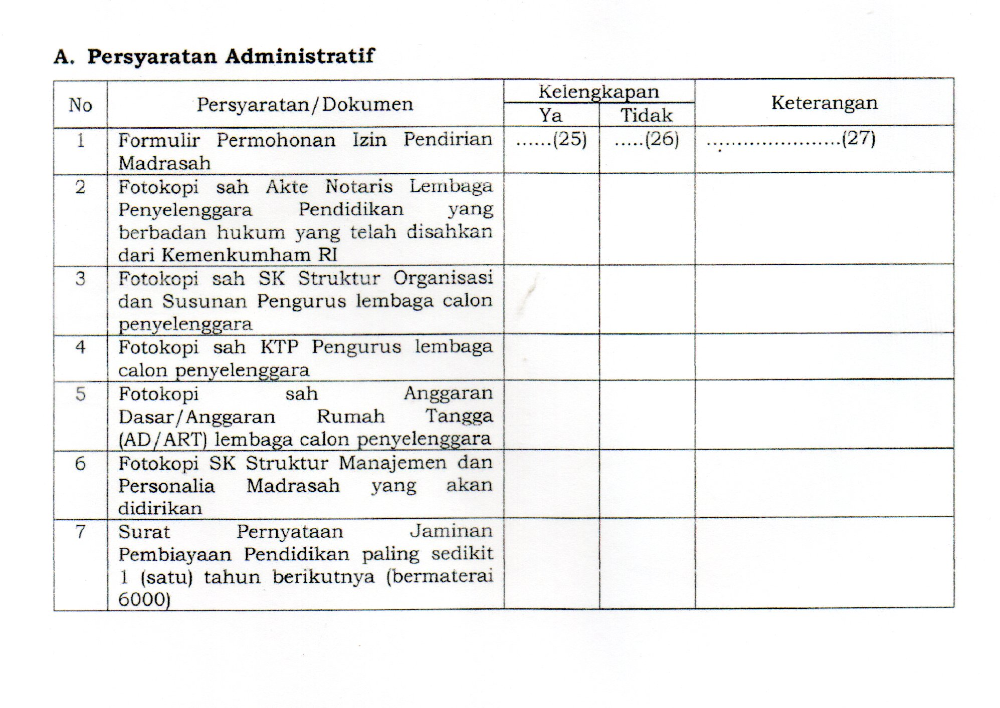 A. Persyaratan Administratif
No Persyaratan/Dokumen Kelengkapan Keterangan
Ya Tidak
1 Formulir Permohonan Izin Pendirian ......(25) .....(26) ......................(27)
Madrasah
2 Fotokopi sah Akte Notaris Lembaga
Penyelenggara Pendidikan yang
berbadan hukum yang telah disahkan
dari Kemenkumham RI
3 Fotokopi sah SK Struktur Organisasi
dan Susunan Pengurus lembaga calon
penyelenggara
4 Fotokopi sah KTP Pengurus lembaga
calon penyelenggara
5 Fotokopi sah Anggaran
Dasar/Anggaran Rumah Tangga
(AD/ART) lembaga calon penyelenggara
6 Fotokopi SK Struktur Manajemen dan
Personalia Madrasah yang akan
didirikan
7 Surat Pernyataan Jaminan
Pembiayaan Pendidikan paling sedikit
1 (satu) tahun berikutnya (bermaterai
6000)